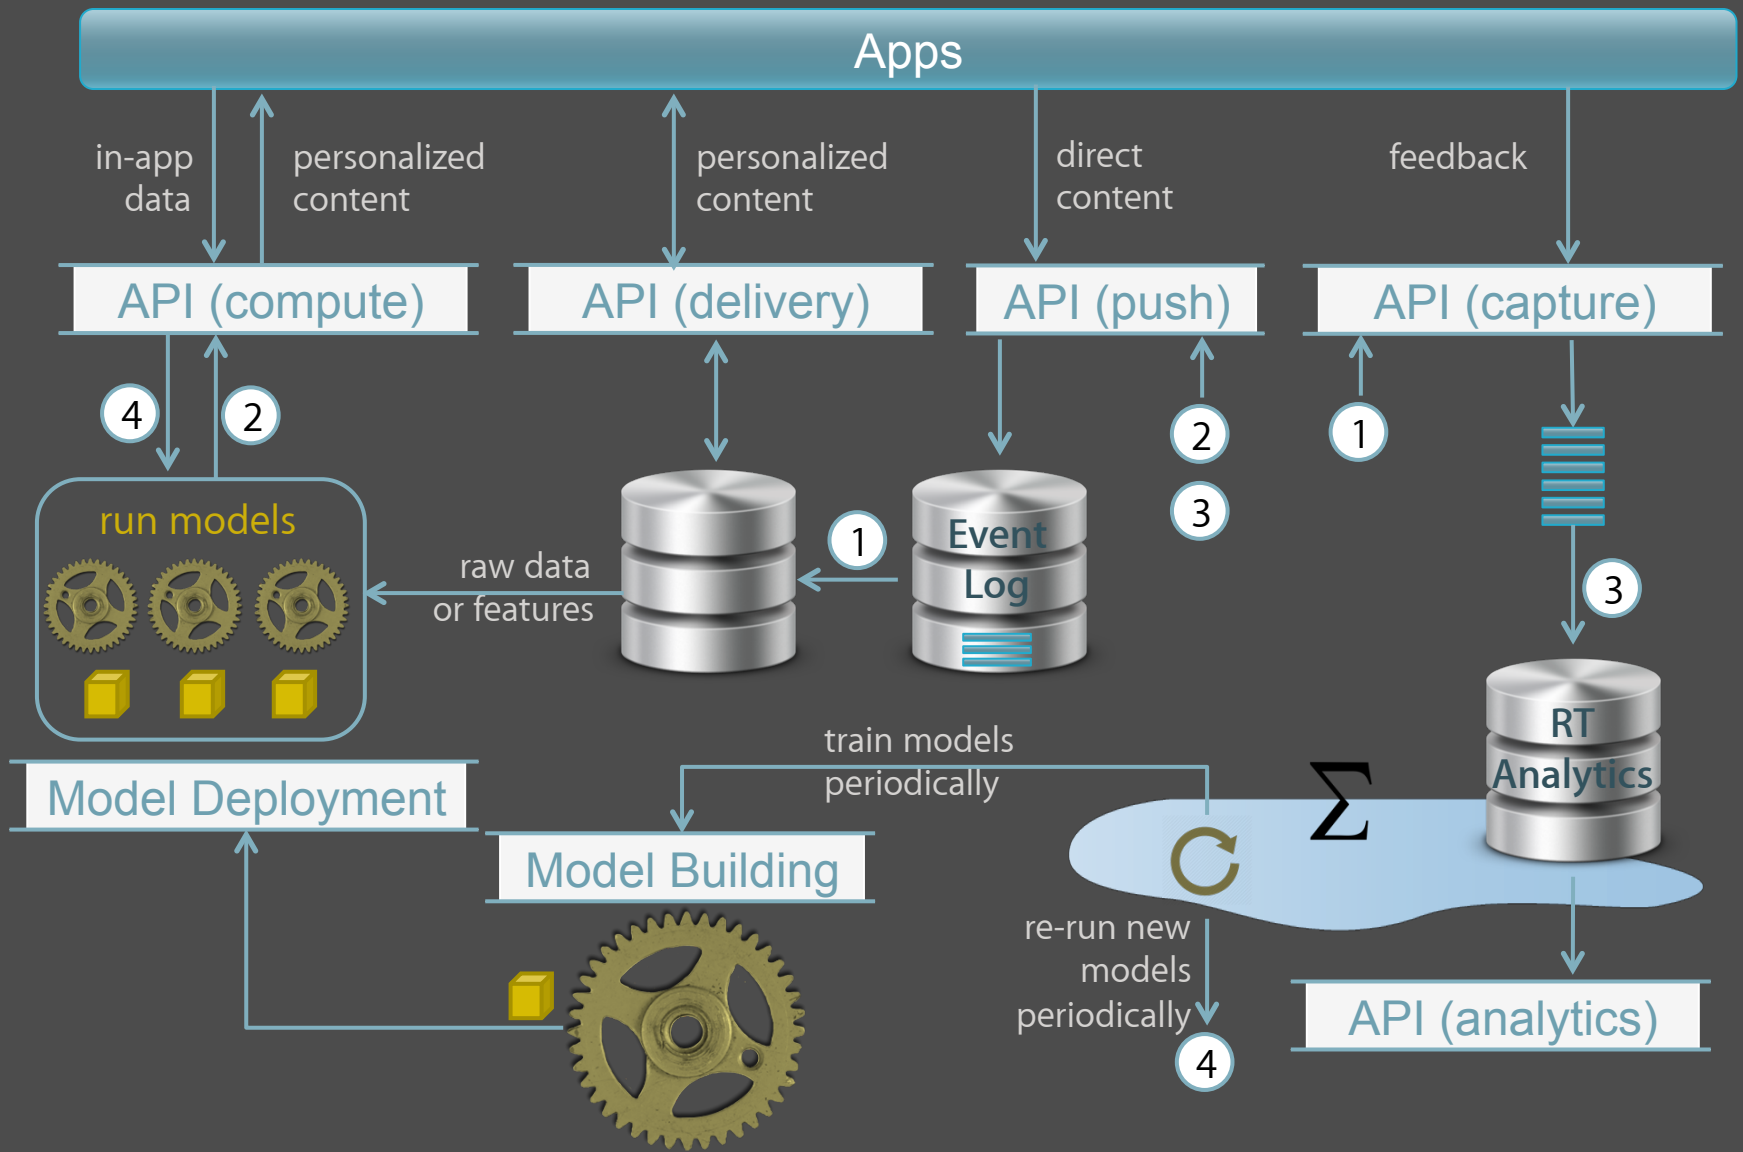 Apps
in-app
data
personalized
content
personalized
content
direct
content
feedback
API (compute)
API (delivery)
API (push)
API (capture)
4
2
2
3
1
run models
raw data
or features
1
Event
Log
3
RT
Analytics
train models
periodically
Σ
Model Deployment
Model Building
re-run new
models
periodically
4
API (analytics)